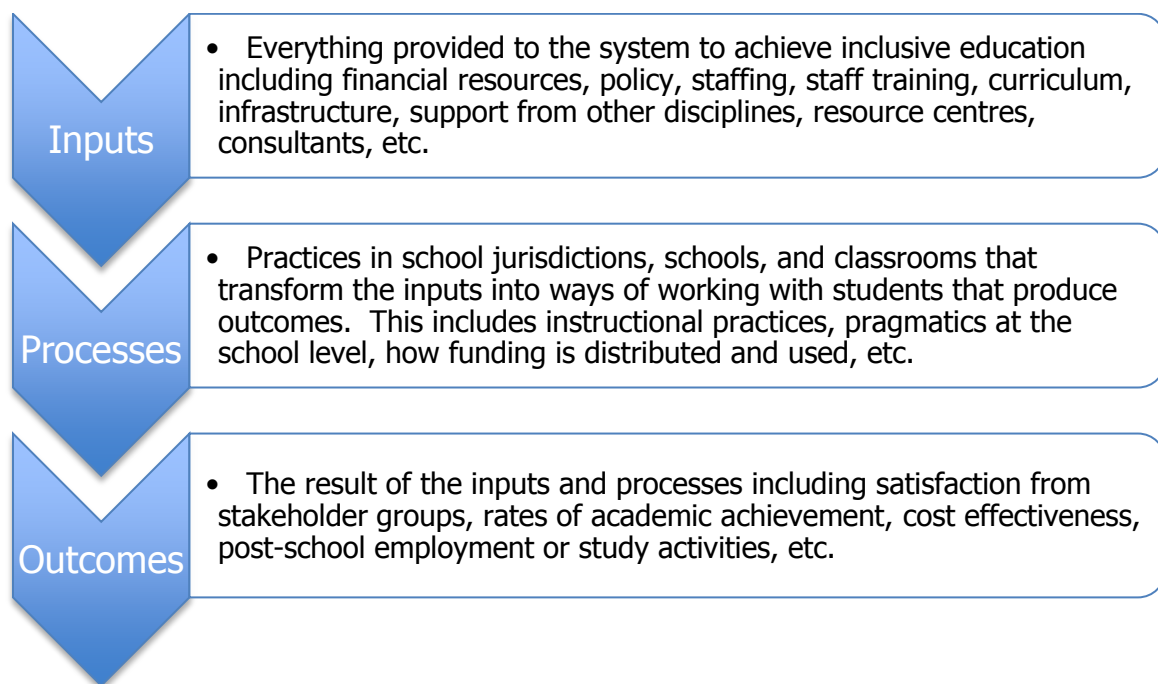 Inputs
• Everything provided to the system to achieve inclusive education
including financial resources, policy, staffing, staff training, curriculum,
infrastructure, support from other disciplines, resource centres,
consultants, etc.
Processes
• Practices in school jurisdictions, schools, and classrooms that
transform the inputs into ways of working with students that produce
outcomes.  This includes instructional practices, pragmatics at the
school level, how funding is distributed and used, etc.
Outcomes
• The result of the inputs and processes including satisfaction from
stakeholder groups, rates of academic achievement, cost effectiveness,
post-school employment or study activities, etc.